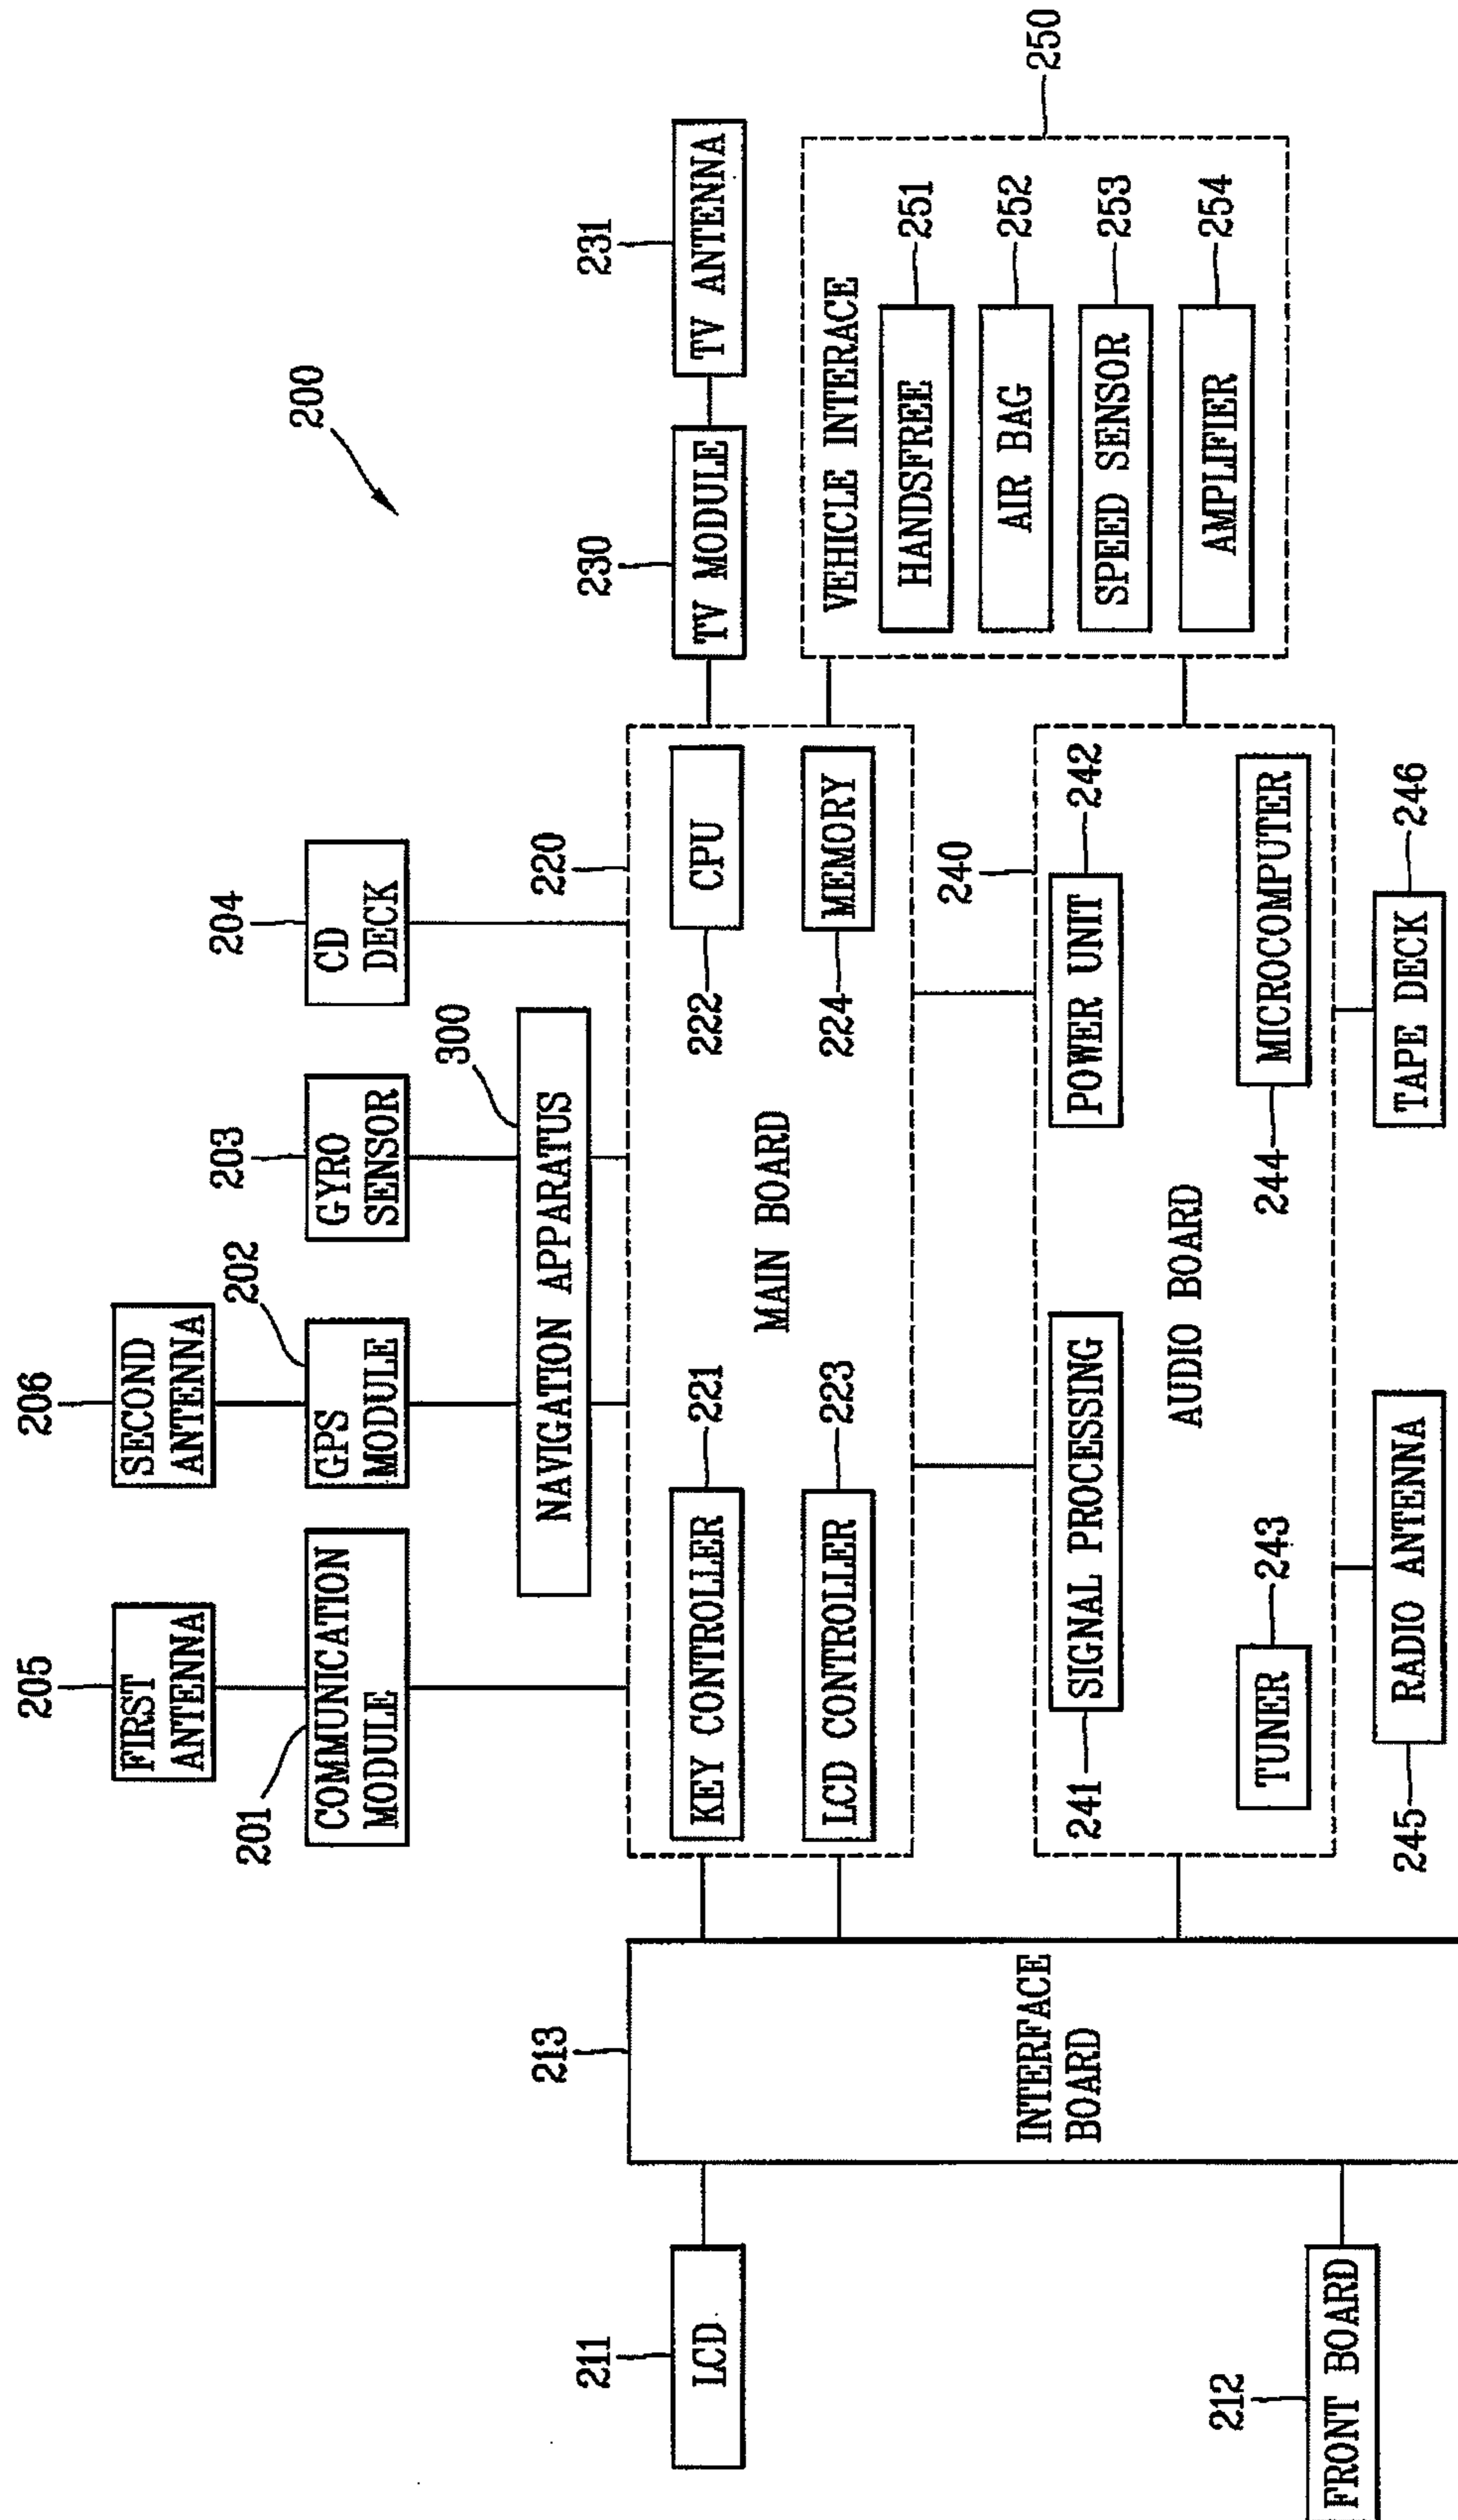 200
205
206
FIRST
ANTENNA
SECOND
ANTENNA
201
202
203
204
COMMUNICATION
MODULE
GPS
MODULE
GYRO
SENSOR
CD
DECK
300
NAVIGATION APPARATUS
211
213
220
230
231
LCD
KEY CONTROLLER
221
CPU
222
TV MODULE
TV ANTENNA
MAIN BOARD
LCD CONTROLLER
223
MEMORY
224
250
VEHICLE INTERACE
HANDSFREE
251
AIR BAG
252
SPEED SENSOR
253
AMPLIFIER
254
INTERFACE
BOARD
240
241
SIGNAL PROCESSING
POWER UNIT
242
AUDIO BOARD
TUNER
243
244
MICROCOMPUTER
212
FRONT BOARD
245
RADIO ANTENNA
TAPE DECK
246